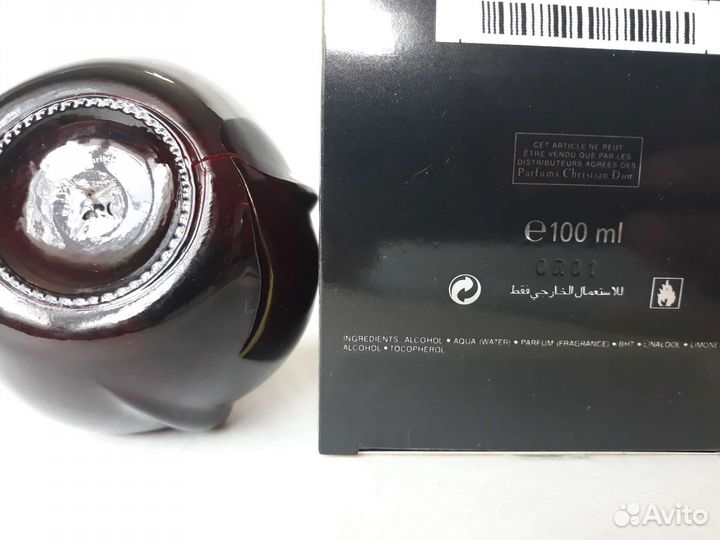 CET ARTICLE NE PEUT
ÊTRE VENDU QUE PAR LES
DISTRIBUTEURS AGRÉÉS DES
Parfums Christian Dior
e 100 ml
للاستعمال الخارجي فقط
INGREDIENTS: ALCOHOL • AQUA (WATER) • PARFUM (FRAGRANCE) • BHT • LINALOOL • LIMONE
ALCOHOL • TOCOPHEROL
Avito